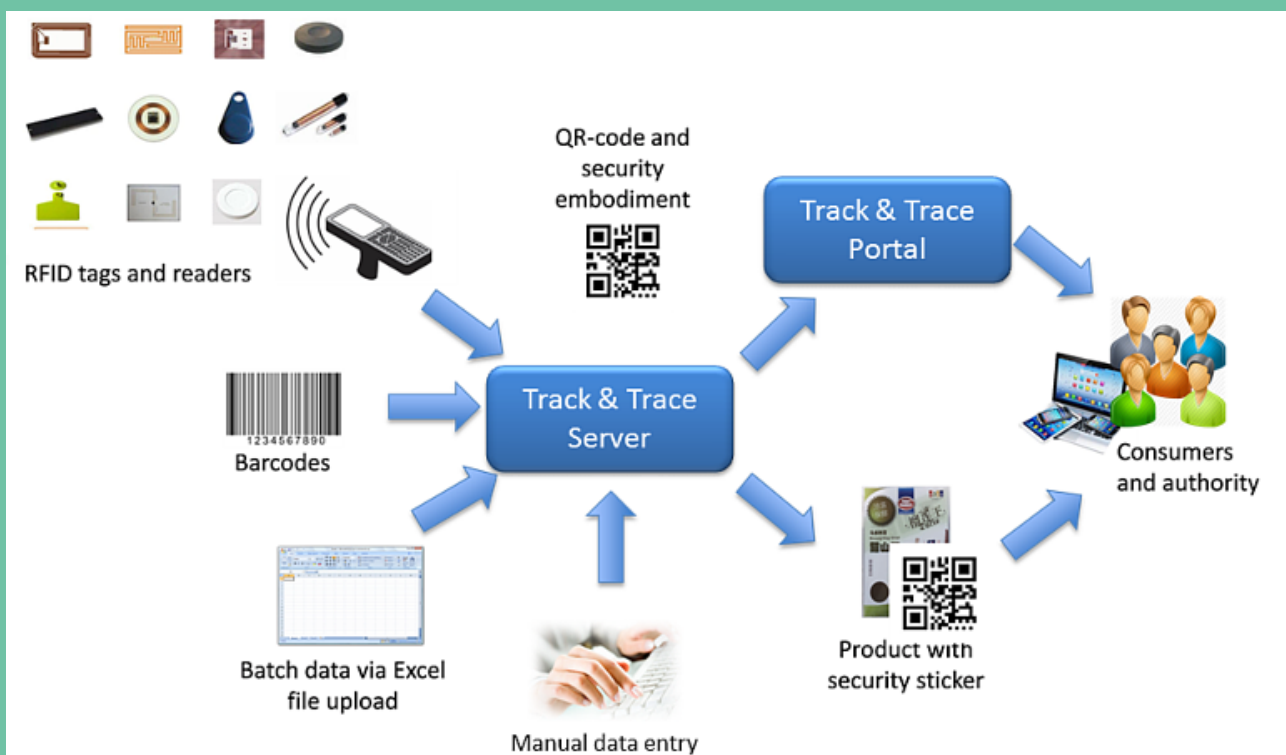 QR-code and
security
embodiment
Track & Trace
Portal
RFID tags and readers
Track & Trace
Server
1234567890
Barcodes
Consumers
and authority
Batch data via Excel
file upload
Product with
security sticker
Manual data entry